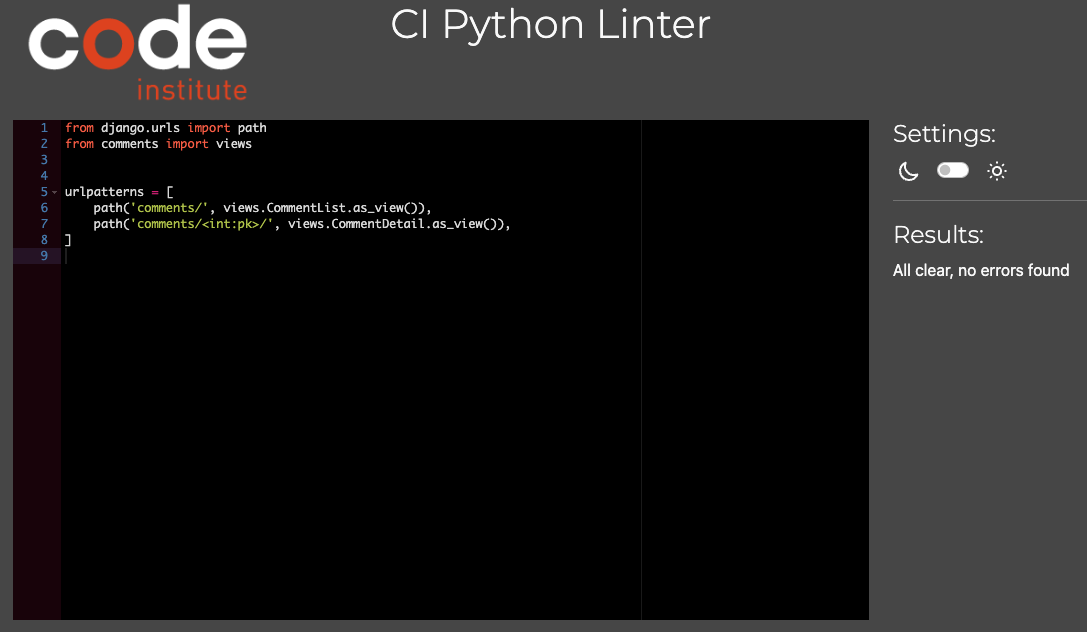 code
institute
CI Python Linter
1 from django.urls import path
2 from comments import views
3
4
5 urlpatterns = [
6     path('comments/', views.CommentList.as_view()),
7     path('comments/<int:pk>/', views.CommentDetail.as_view()),
8 ]
9
Settings:
Results:
All clear, no errors found